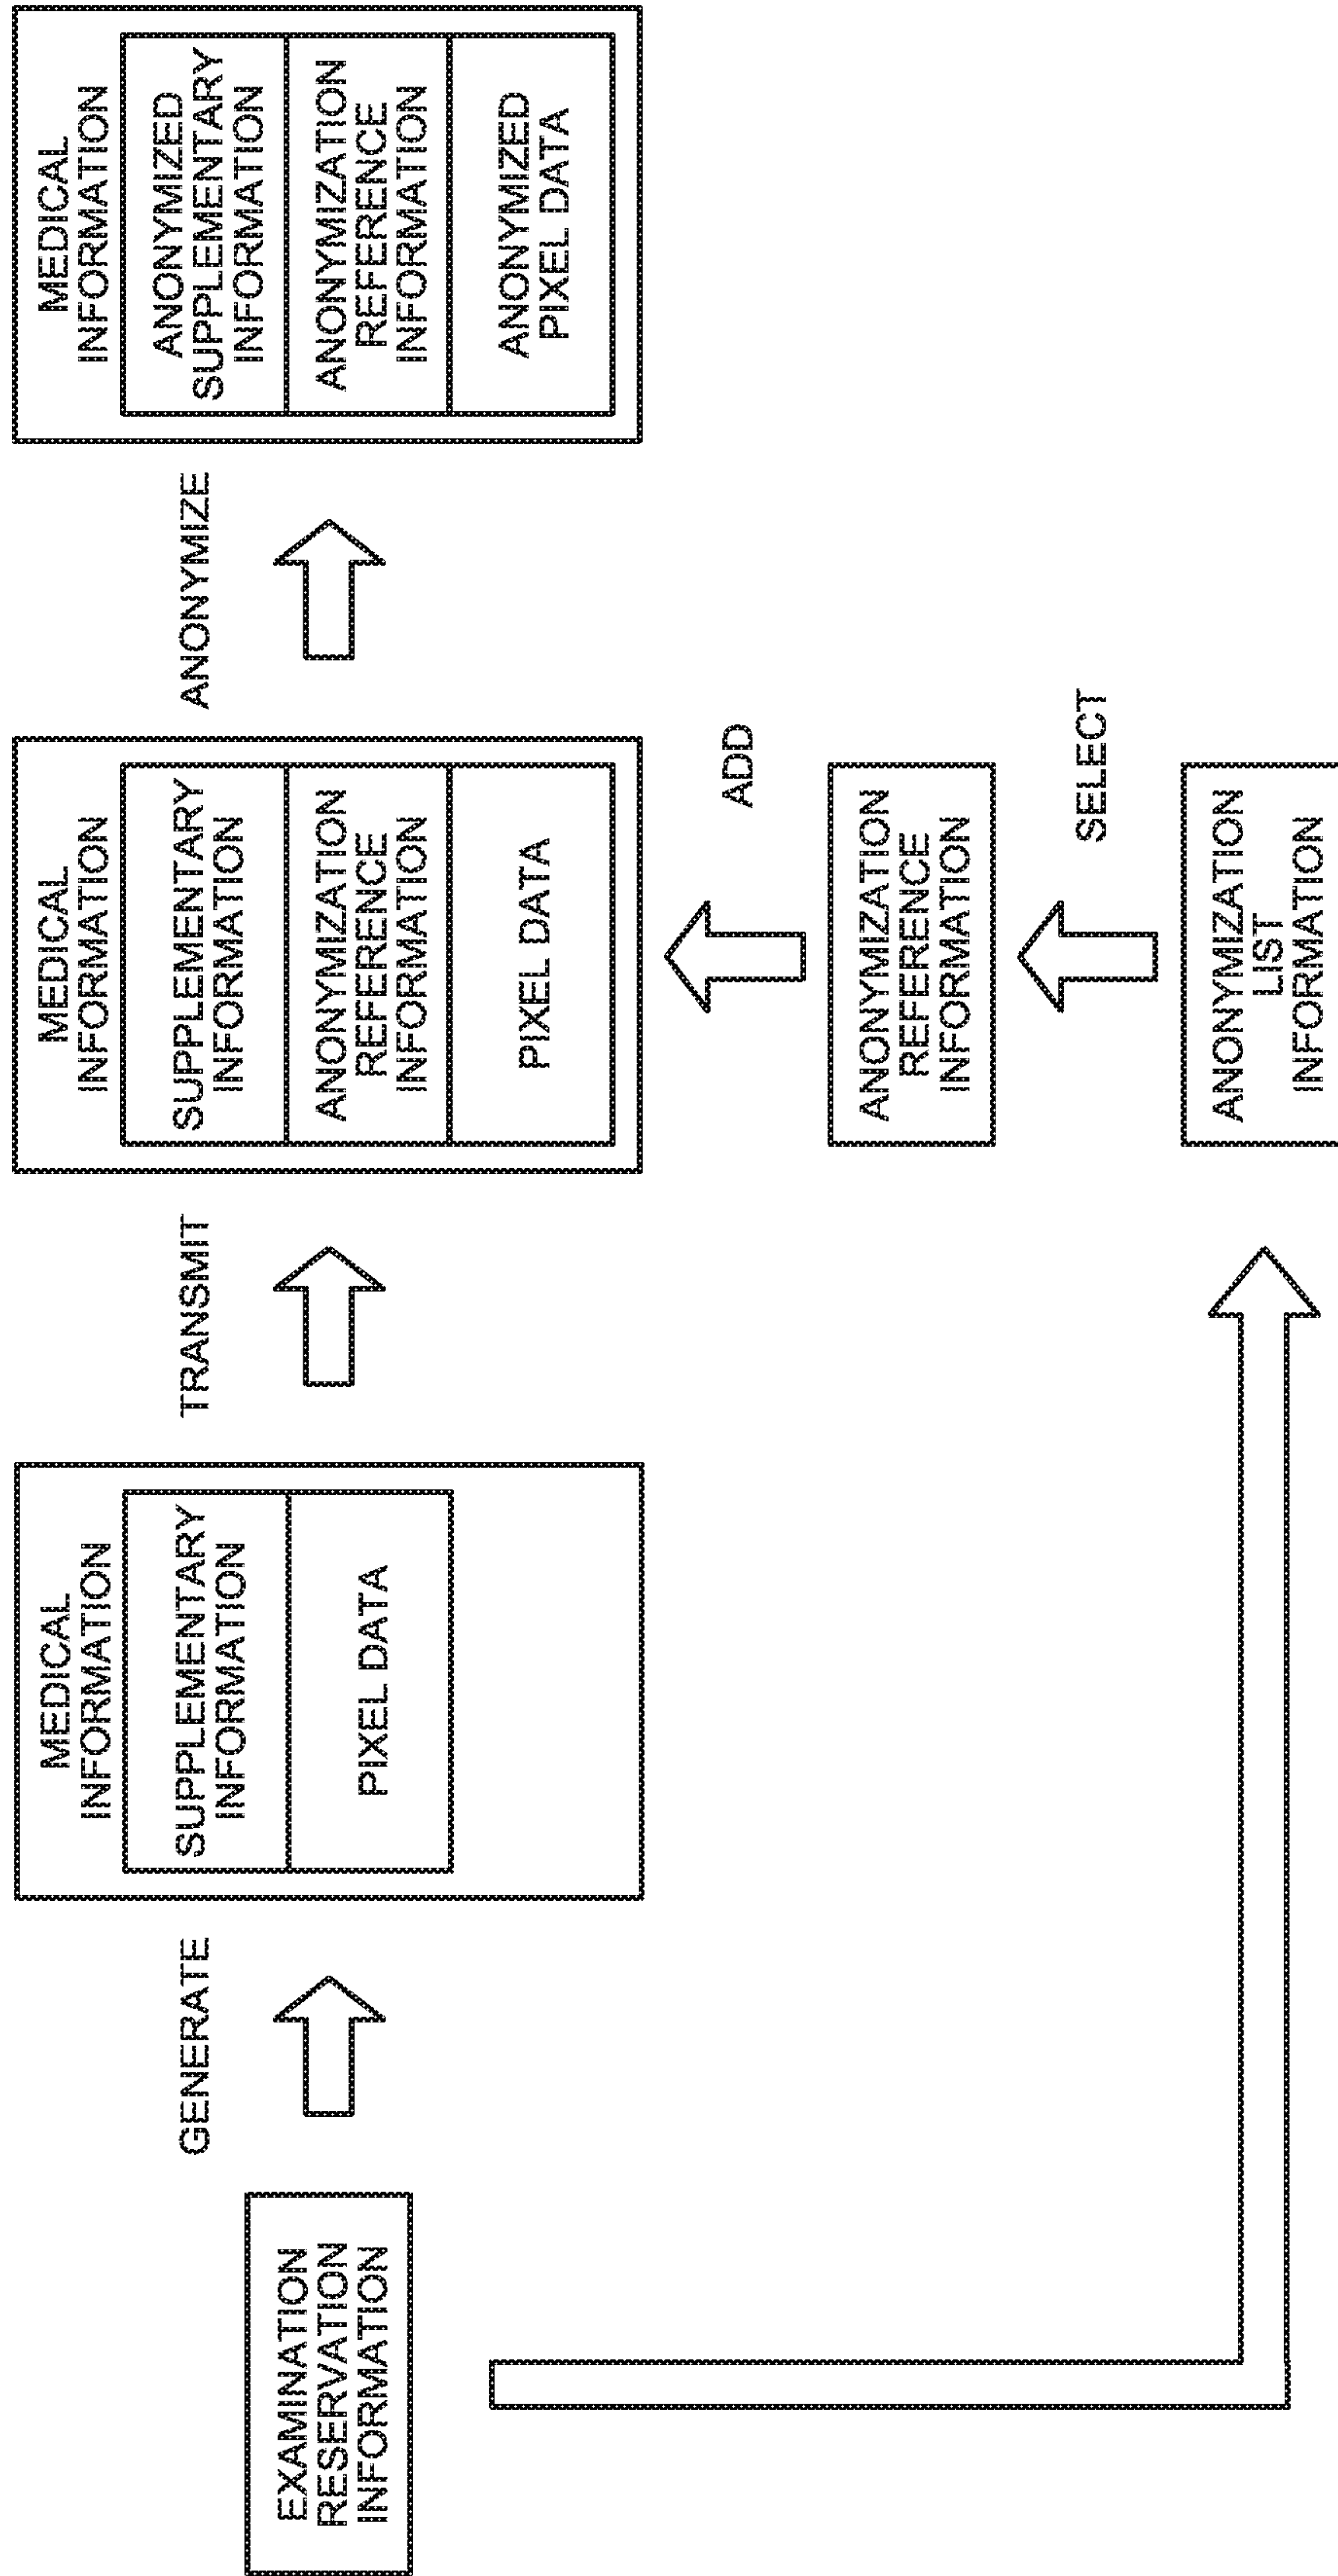 EXAMINATION
RESERVATION
INFORMATION
GENERATE
MEDICAL
INFORMATION
SUPPLEMENTARY
INFORMATION
PIXEL DATA
TRANSMIT
MEDICAL
INFORMATION
SUPPLEMENTARY
INFORMATION
ANONYMIZATION
REFERENCE
INFORMATION
PIXEL DATA
ANONYMIZE
MEDICAL
INFORMATION
ANONYMIZED
SUPPLEMENTARY
INFORMATION
ANONYMIZATION
REFERENCE
INFORMATION
ANONYMIZED
PIXEL DATA
ADD
ANONYMIZATION
REFERENCE
INFORMATION
SELECT
ANONYMIZATION
LIST
INFORMATION